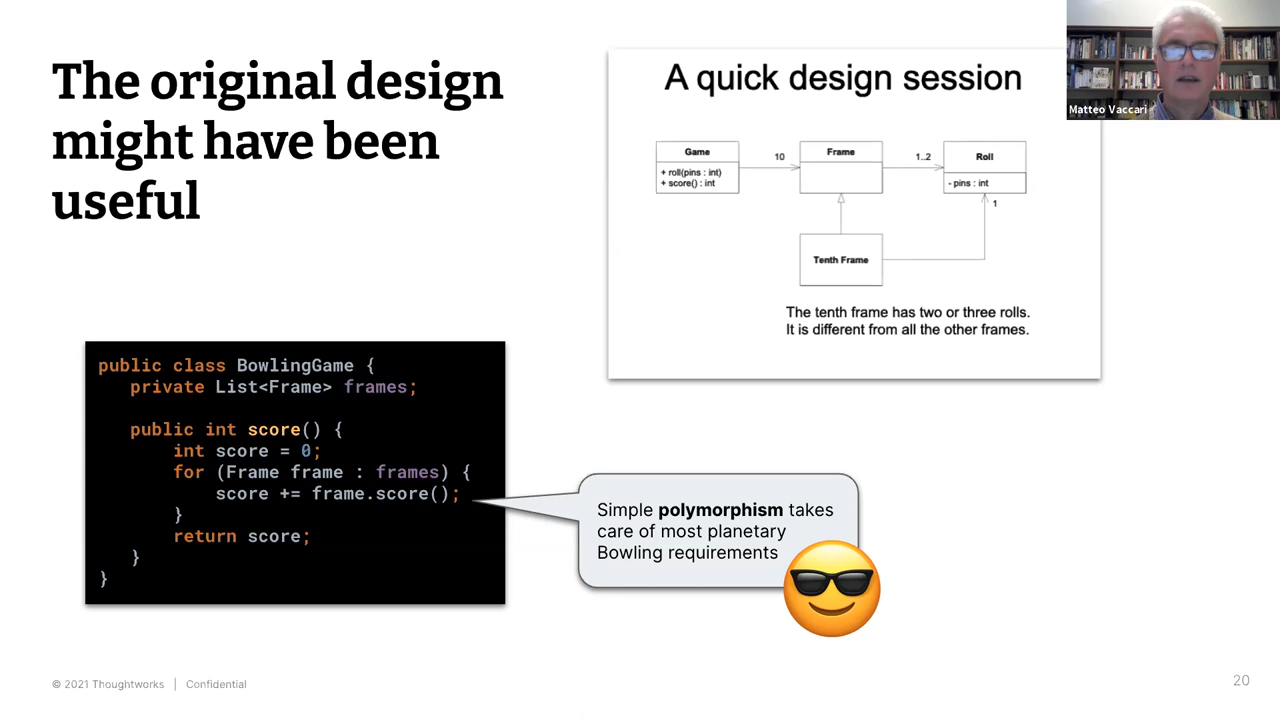 The original design
might have been
useful
A quick design session
Game
+ roll(pins : int)
+ score() : int
10
Frame
1..2
Roll
- pins : int
1
Tenth Frame
The tenth frame has two or three rolls.
It is different from all the other frames.
Matteo Vaccari
public class BowlingGame {
private List<Frame> frames;
public int score() {
int score = 0;
for (Frame frame : frames) {
score += frame.score();
}
return score;
}
}
Simple polymorphism takes
care of most planetary
Bowling requirements
© 2021 Thoughtworks | Confidential
20